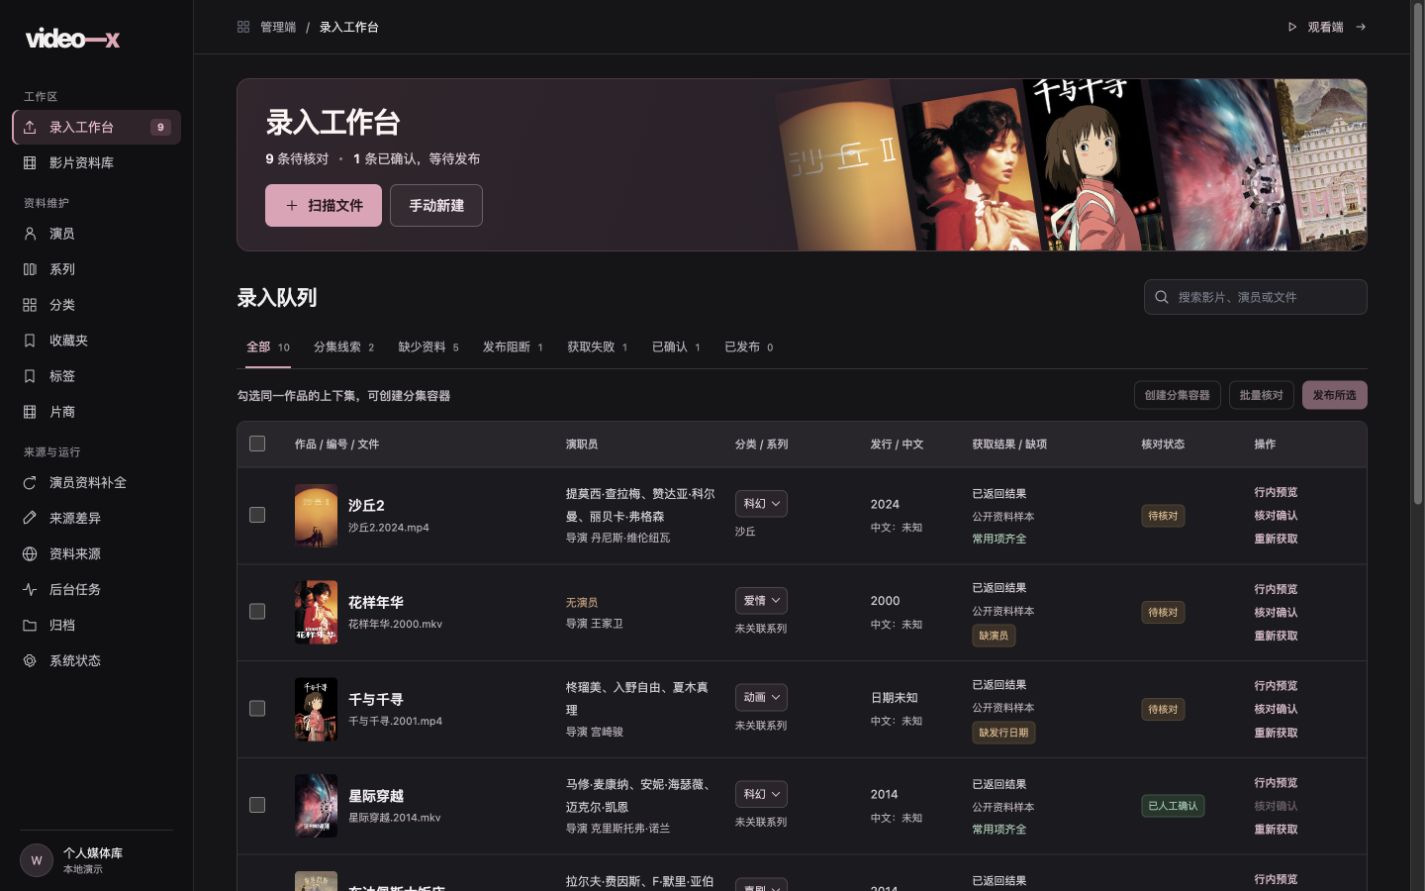 video—x
管理端 / 录入工作台
观看端 →
工作区
录入工作台 9
影片资料库
资料维护
演员
系列
分类
收藏夹
标签
片商
来源与运行
演员资料补全
来源差异
资料来源
后台任务
归档
系统状态
W
个人媒体库
本地演示
录入工作台
9 条待核对 • 1 条已确认，等待发布
+ 扫描文件
手动新建
沙丘 II
千与千寻
录入队列
搜索影片、演员或文件
全部 10
分集线索 2
缺少资料 5
发布阻断 1
获取失败 1
已确认 1
已发布 0
勾选同一作品的上下集，可创建分集容器
创建分集容器
批量核对
发布所选
作品 / 编号 / 文件
演职员
分类 / 系列
发行 / 中文
获取结果 / 缺项
核对状态
操作
沙丘2
沙丘2.2024.mp4
提莫西·查拉梅、赞达亚·科尔
曼、丽贝卡·弗格森
导演 丹尼斯·维伦纽瓦
科幻
沙丘
2024
中文：未知
已返回结果
公开资料样本
常用项齐全
待核对
行内预览
核对确认
重新获取
花样年华
花样年华
花样年华.2000.mkv
无演员
导演 王家卫
爱情
未关联系列
2000
中文：未知
已返回结果
公开资料样本
缺演员
待核对
行内预览
核对确认
重新获取
千与千寻
千与千寻
千与千寻.2001.mp4
柊瑠美、入野自由、夏木真
理
导演 宫崎骏
动画
未关联系列
日期未知
中文：未知
已返回结果
公开资料样本
缺发行日期
待核对
行内预览
核对确认
重新获取
星际穿越
星际穿越.2014.mkv
马修·麦康纳、安妮·海瑟薇、
迈克尔·凯恩
导演 克里斯托弗·诺兰
科幻
未关联系列
2014
中文：未知
已返回结果
公开资料样本
常用项齐全
已人工确认
行内预览
核对确认
重新获取
布达佩斯大饭店
拉尔夫·费因斯、F·默里·亚伯
喜剧
2014
已返回结果
行内预览